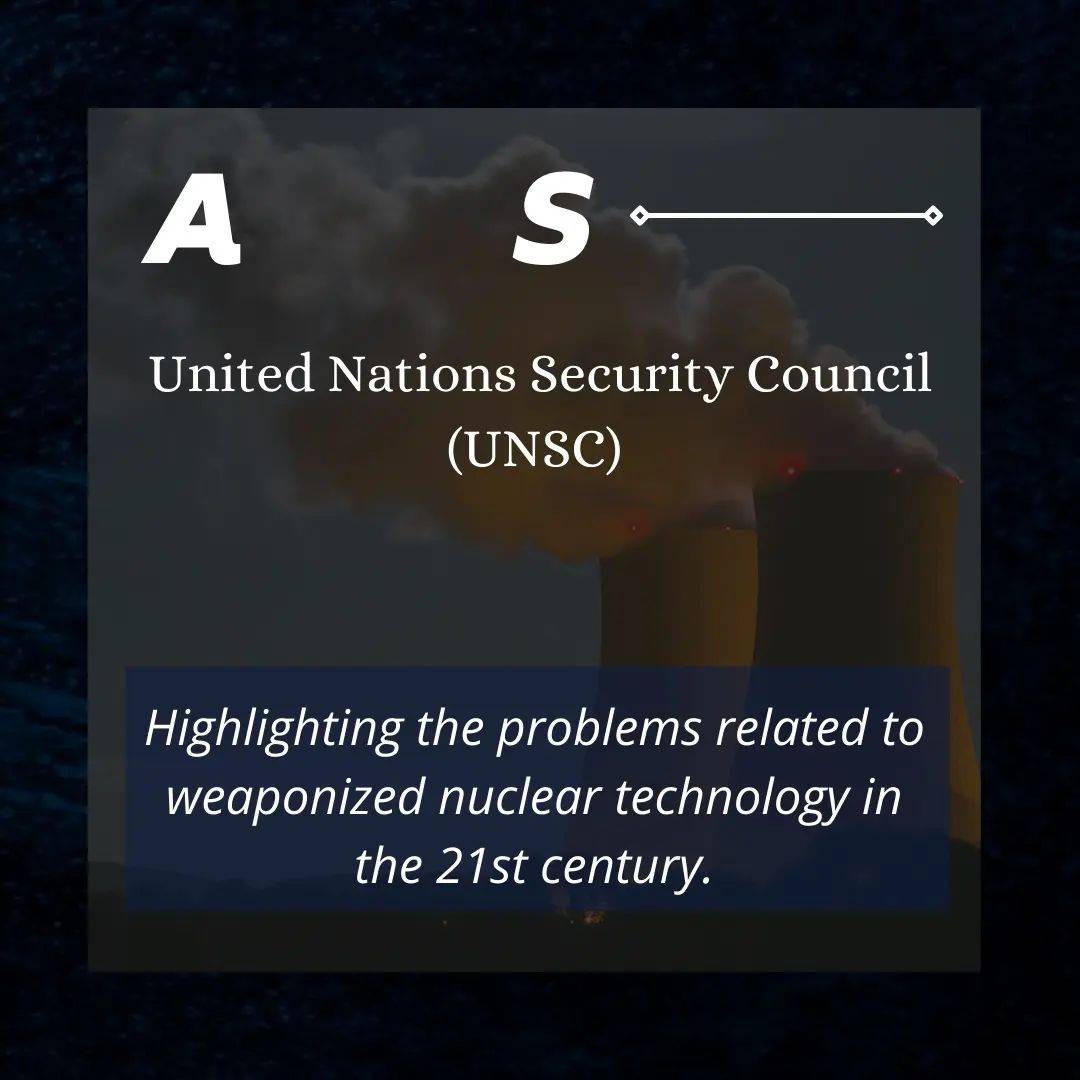 A S
United Nations Security Council
(UNSC)
Highlighting the problems related to
weaponized nuclear technology in
the 21st century.